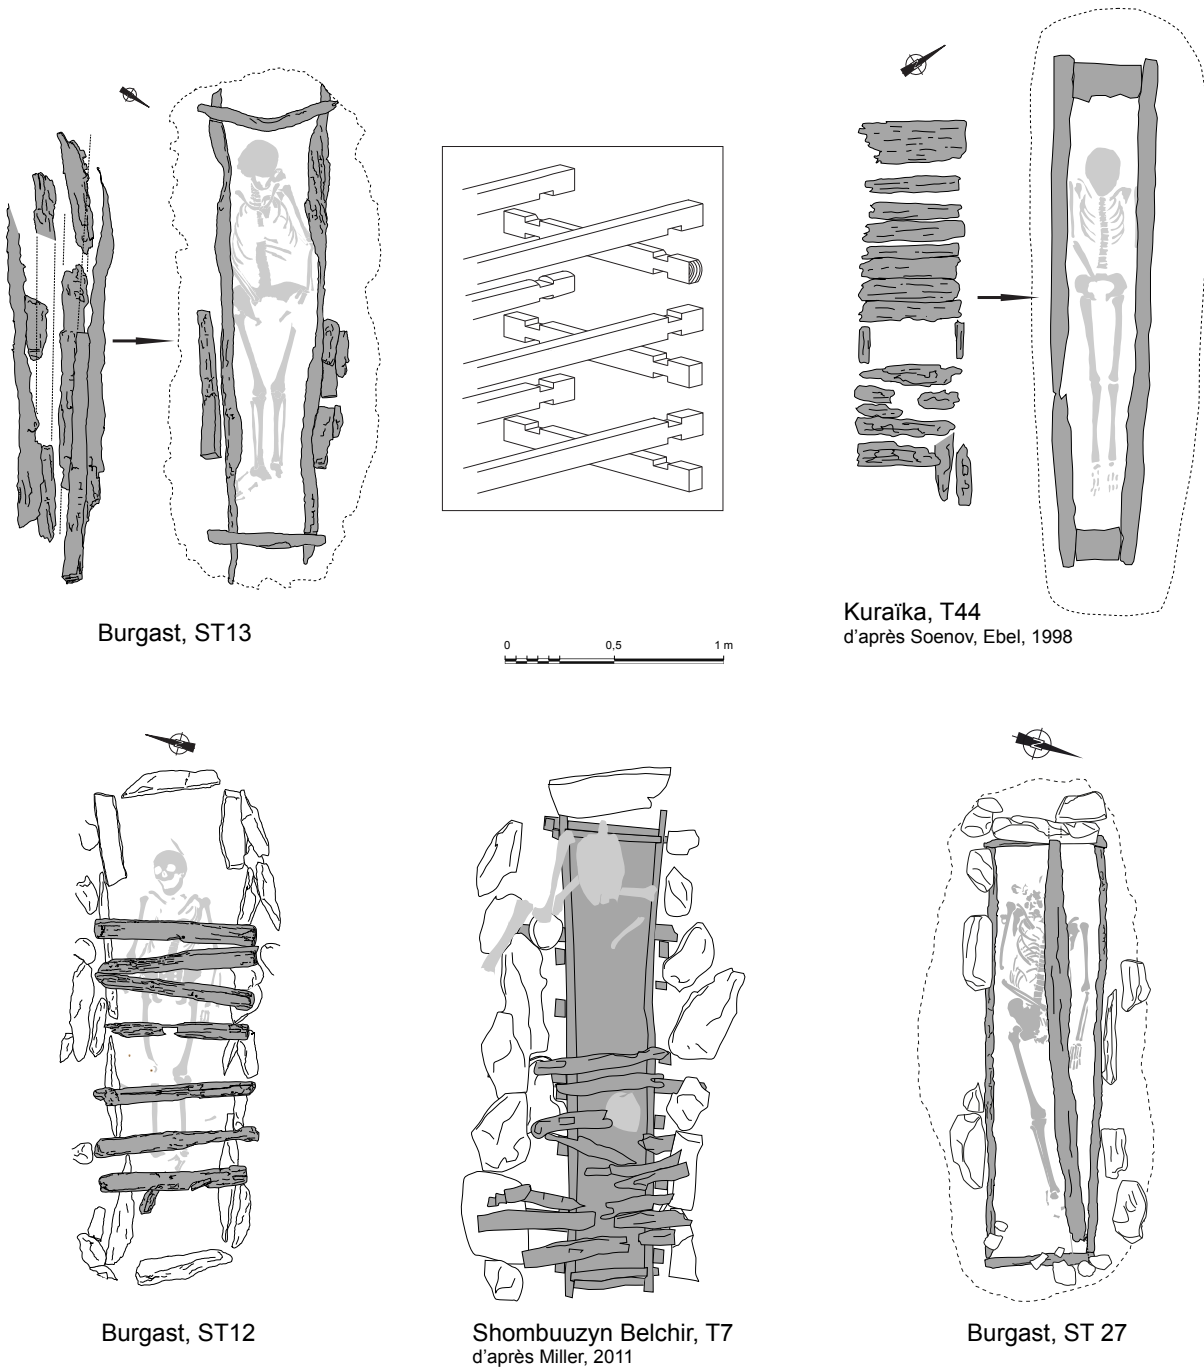 Burgast, ST13
0 0,5 1 m
Kuraïka, T44
d'après Soenov, Ebel, 1998
Burgast, ST12
Shombuuzyn Belchir, T7
d'après Miller, 2011
Burgast, ST 27